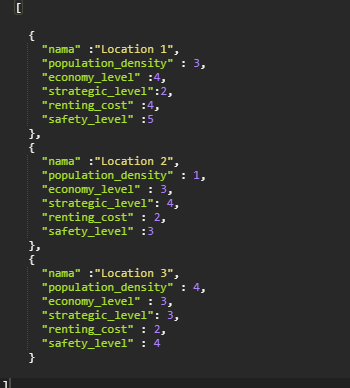 [
{
"nama" :"Location 1",
"population_density" : 3,
"economy_level" :4,
"strategic_level":2,
"renting_cost" :4,
"safety_level" :5
},
{
"nama" :"Location 2",
"population_density" : 1,
"economy_level" : 3,
"strategic_level": 4,
"renting_cost" : 2,
"safety_level" :3
},
{
"nama" :"Location 3",
"population_density" : 4,
"economy_level" : 3,
"strategic_level": 3,
"renting_cost" : 2,
"safety_level" : 4
}
]